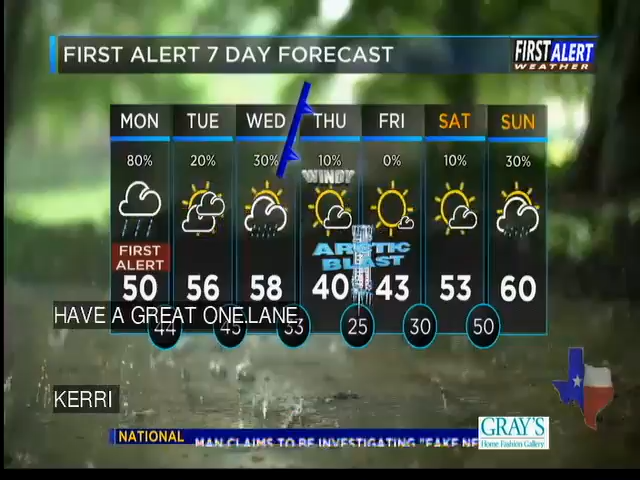 FIRST ALERT 7 DAY FORECAST
FIRST ALERT
WEATHER
MON TUE WED THU FRI SAT SUN
80% 20% 30% 10% 0% 10% 30%
WINDY
FIRST
ALERT
ARCTIC
BLAST
50 56 58 40 43 53 60
HAVE A GREAT ONE.LANE,
44 45 33 25 30 50
KERRI
NATIONAL
MAN CLAIMS TO BE INVESTIGATING "FAKE NE
GRAY'S
Home Fashion Gallery